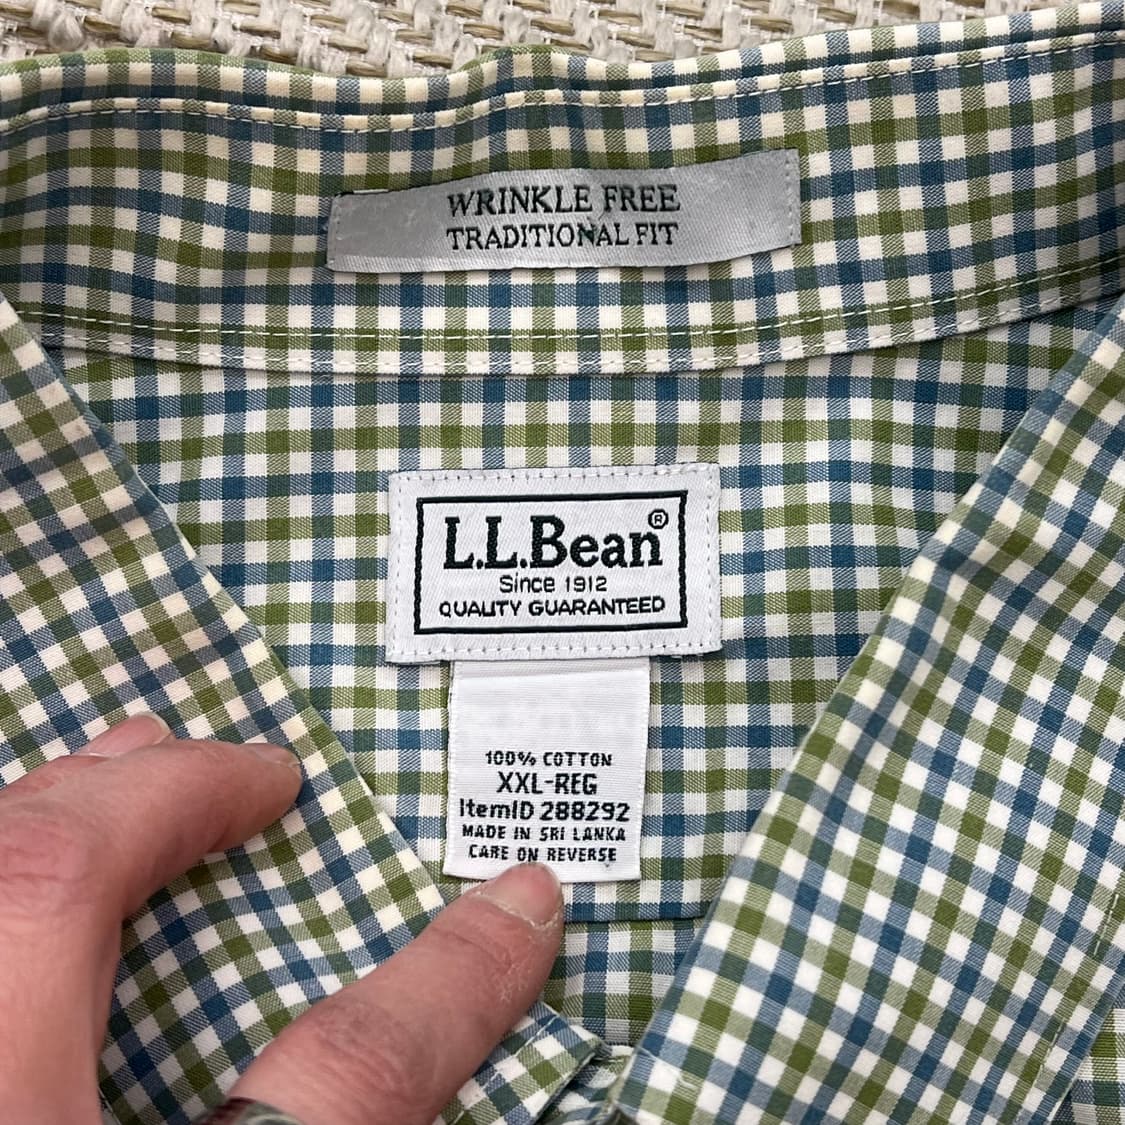 WRINKLE FREE
TRADITIONAL FIT
L.L.Bean®
Since 1912
QUALITY GUARANTEED
100% COTTON
XXL-REG
ItemID 288292
MADE IN SRI LANKA
CARE ON REVERSE